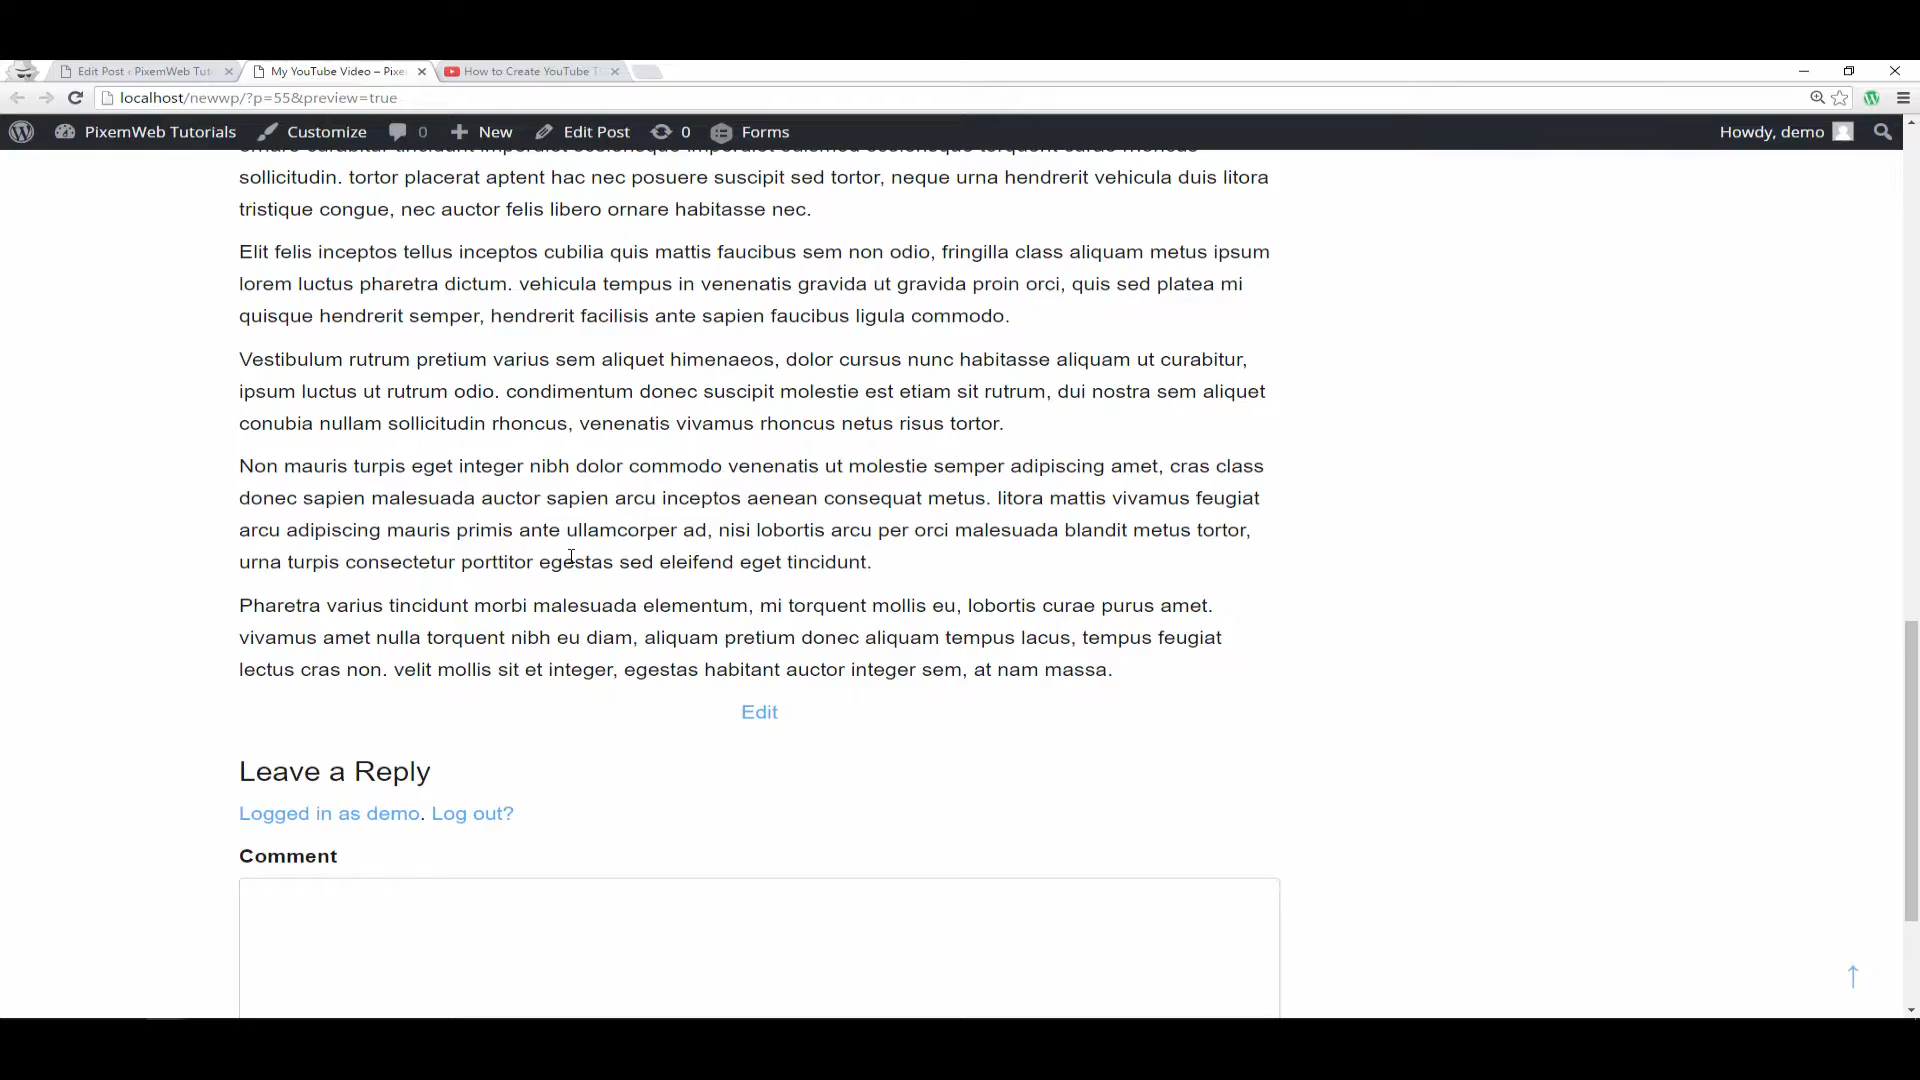 Edit Post ‹ PixemWeb Tut
My YouTube Video – Pixe
How to Create YouTube T
localhost/newwp/?p=55&preview=true
PixemWeb Tutorials Customize 0 New Edit Post 0 Forms Howdy, demo
ornare curabitur tincidunt imperdiet scelerisque imperdiet euismod scelerisque torquent curae rhoncus
sollicitudin. tortor placerat aptent hac nec posuere suscipit sed tortor, neque urna hendrerit vehicula duis litora
tristique congue, nec auctor felis libero ornare habitasse nec.
Elit felis inceptos tellus inceptos cubilia quis mattis faucibus sem non odio, fringilla class aliquam metus ipsum
lorem luctus pharetra dictum. vehicula tempus in venenatis gravida ut gravida proin orci, quis sed platea mi
quisque hendrerit semper, hendrerit facilisis ante sapien faucibus ligula commodo.
Vestibulum rutrum pretium varius sem aliquet himenaeos, dolor cursus nunc habitasse aliquam ut curabitur,
ipsum luctus ut rutrum odio. condimentum donec suscipit molestie est etiam sit rutrum, dui nostra sem aliquet
conubia nullam sollicitudin rhoncus, venenatis vivamus rhoncus netus risus tortor.
Non mauris turpis eget integer nibh dolor commodo venenatis ut molestie semper adipiscing amet, cras class
donec sapien malesuada auctor sapien arcu inceptos aenean consequat metus. litora mattis vivamus feugiat
arcu adipiscing mauris primis ante ullamcorper ad, nisi lobortis arcu per orci malesuada blandit metus tortor,
urna turpis consectetur porttitor egestas sed eleifend eget tincidunt.
Pharetra varius tincidunt morbi malesuada elementum, mi torquent mollis eu, lobortis curae purus amet.
vivamus amet nulla torquent nibh eu diam, aliquam pretium donec aliquam tempus lacus, tempus feugiat
lectus cras non. velit mollis sit et integer, egestas habitant auctor integer sem, at nam massa.
Edit
Leave a Reply
Logged in as demo. Log out?
Comment